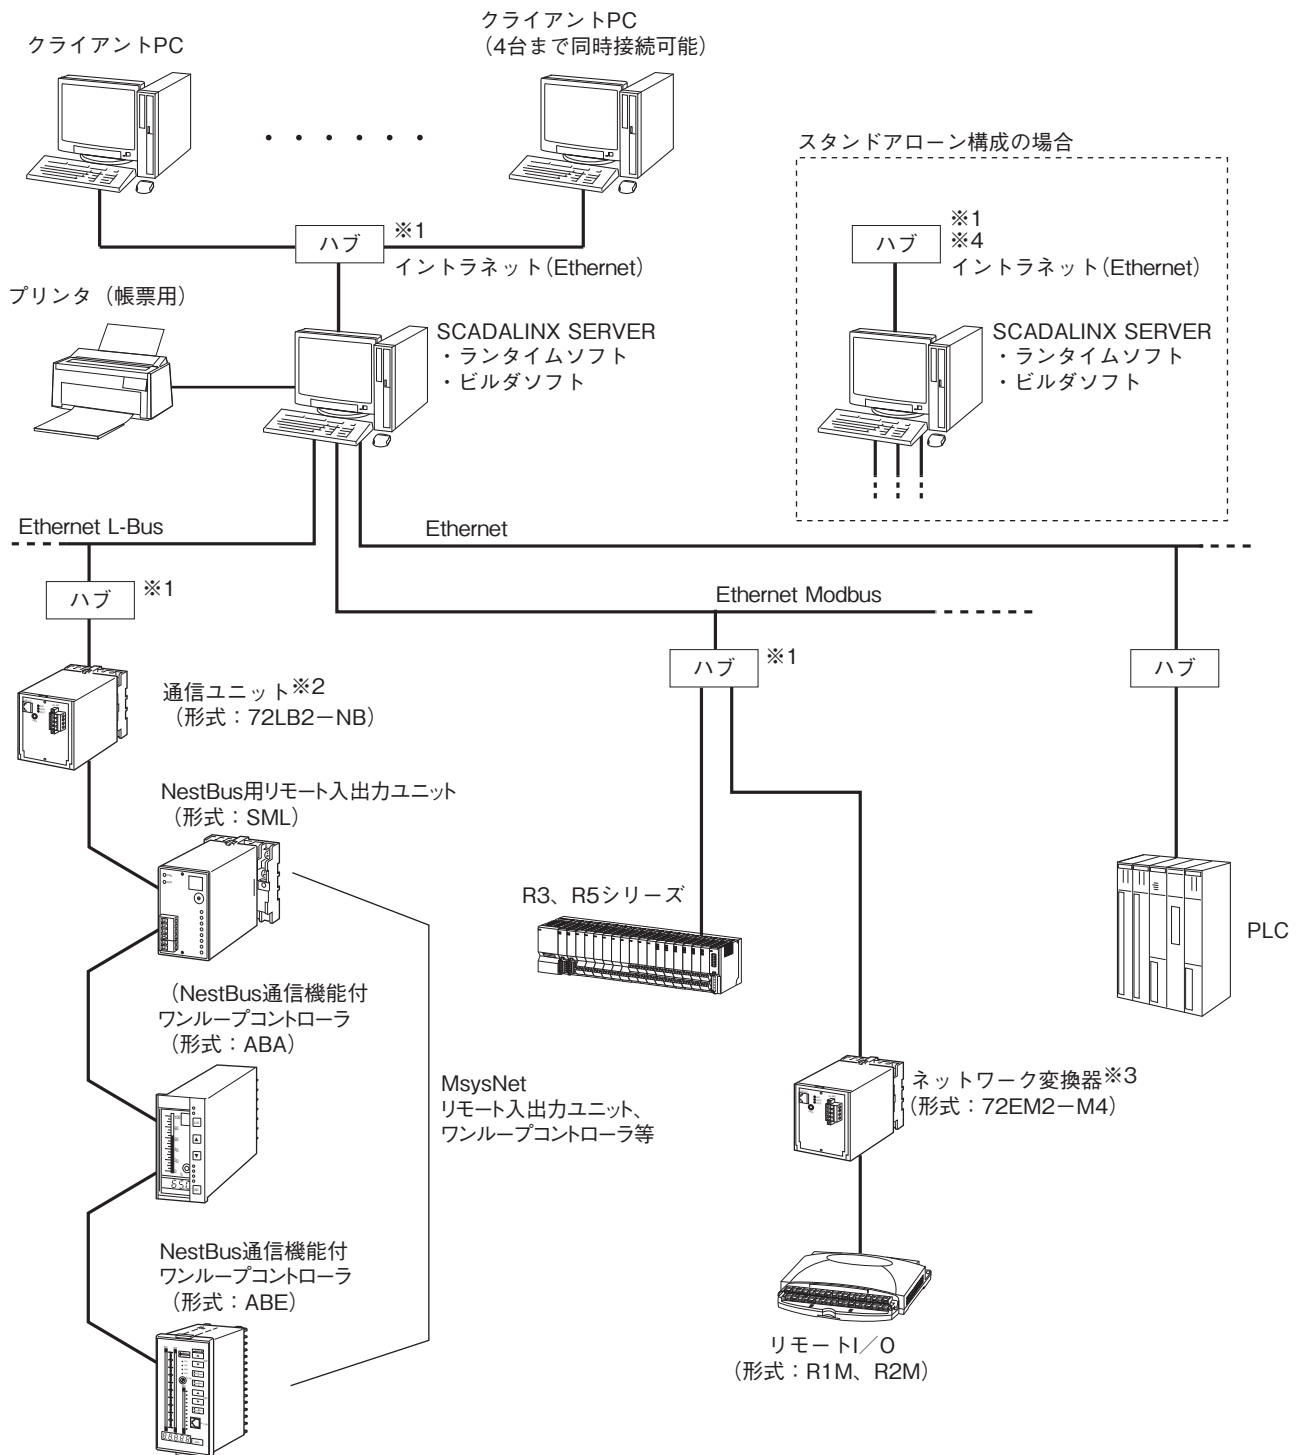 クライアントPC
クライアントPC
（4台まで同時接続可能）
スタンドアローン構成の場合
ハブ
※1
イントラネット（Ethernet）
ハブ
※1
※4
イントラネット（Ethernet）
プリンタ（帳票用）
SCADALINX SERVER
・ランタイムソフト
・ビルダソフト
SCADALINX SERVER
・ランタイムソフト
・ビルダソフト
Ethernet L-Bus
Ethernet
ハブ
※1
Ethernet Modbus
ハブ
※1
ハブ
通信ユニット※2
（形式：72LB2－NB）
NestBus用リモート入出力ユニット
（形式：SML）
R3、R5シリーズ
PLC
（NestBus通信機能付
ワンループコントローラ
（形式：ABA）
MsysNet
リモート入出力ユニット、
ワンループコントローラ等
ネットワーク変換器※3
（形式：72EM2－M4）
NestBus通信機能付
ワンループコントローラ
（形式：ABE）
リモートI／O
（形式：R1M、R2M）